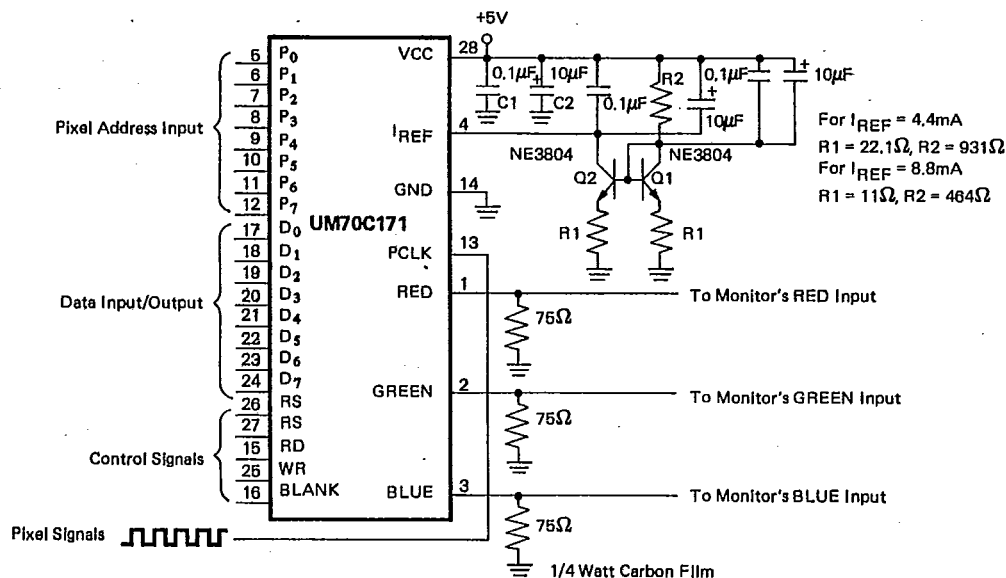 +5V
5 P0 VCC 28
6 P1
7 P2
8 P3
9 P4
10 P5
11 P6
12 P7
Pixel Address Input
0.1μF C1
10μF + C2
0.1μF
R2
10μF +
0.1μF
10μF +
IREF 4
NE3804 NE3804
Q2 Q1
R1 R1
For IREF = 4.4mA
R1 = 22.1Ω, R2 = 931Ω
For IREF = 8.8mA
R1 = 11Ω, R2 = 464Ω
GND 14
UM70C171
PCLK 13
17 D0
18 D1
19 D2
20 D3
21 D4
22 D5
23 D6
24 D7
Data Input/Output
RED 1
To Monitor's RED Input
75Ω
GREEN 2
To Monitor's GREEN Input
75Ω
26 RS
27 RS
15 RD
25 WR
16 BLANK
Control Signals
BLUE 3
To Monitor's BLUE Input
75Ω
Pixel Signals
1/4 Watt Carbon Film